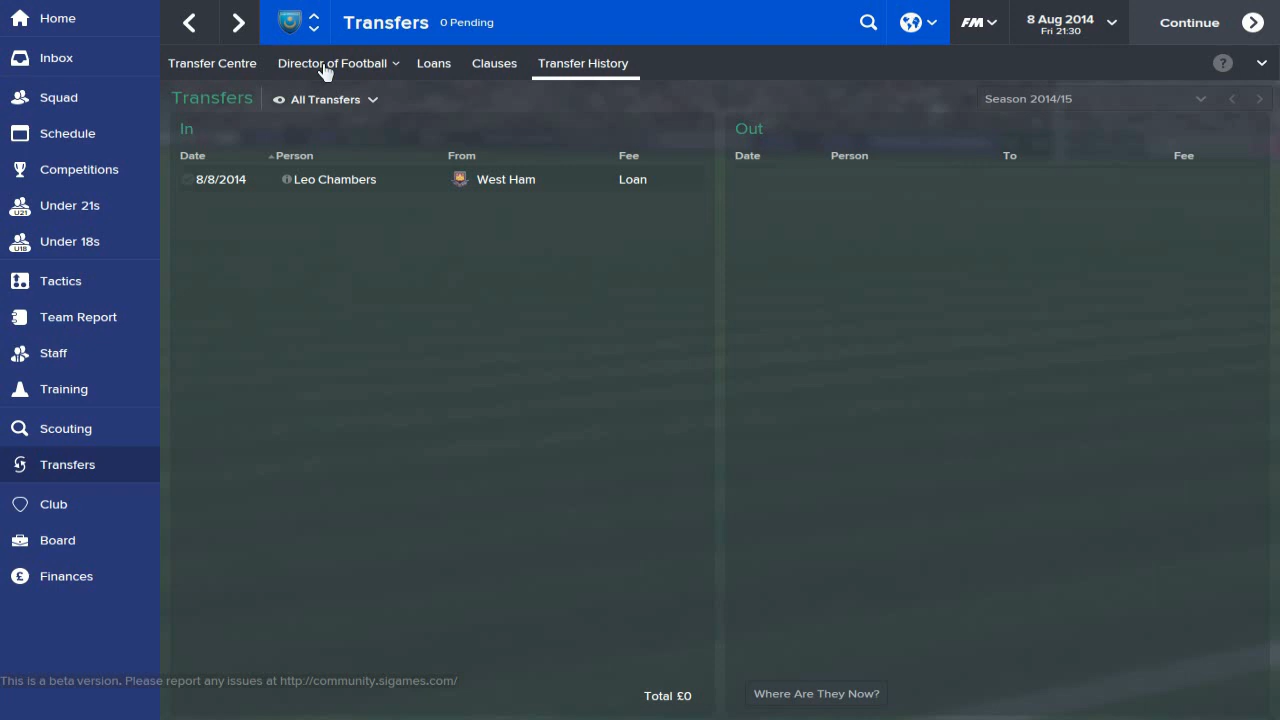 Home
Inbox
Squad
Schedule
Competitions
U21
Under 21s
U18
Under 18s
Tactics
Team Report
Staff
Training
Scouting
Transfers
Club
Board
£
Finances
Transfers 0 Pending
FM
8 Aug 2014
Fri 21:30
Continue
Transfer Centre Director of Football Loans Clauses Transfer History ?
Transfers All Transfers Season 2014/15
In
Date Person From Fee
8/8/2014 Leo Chambers West Ham Loan
Total £0
Out
Date Person To Fee
Where Are They Now?
This is a beta version. Please report any issues at http://community.sigames.com/